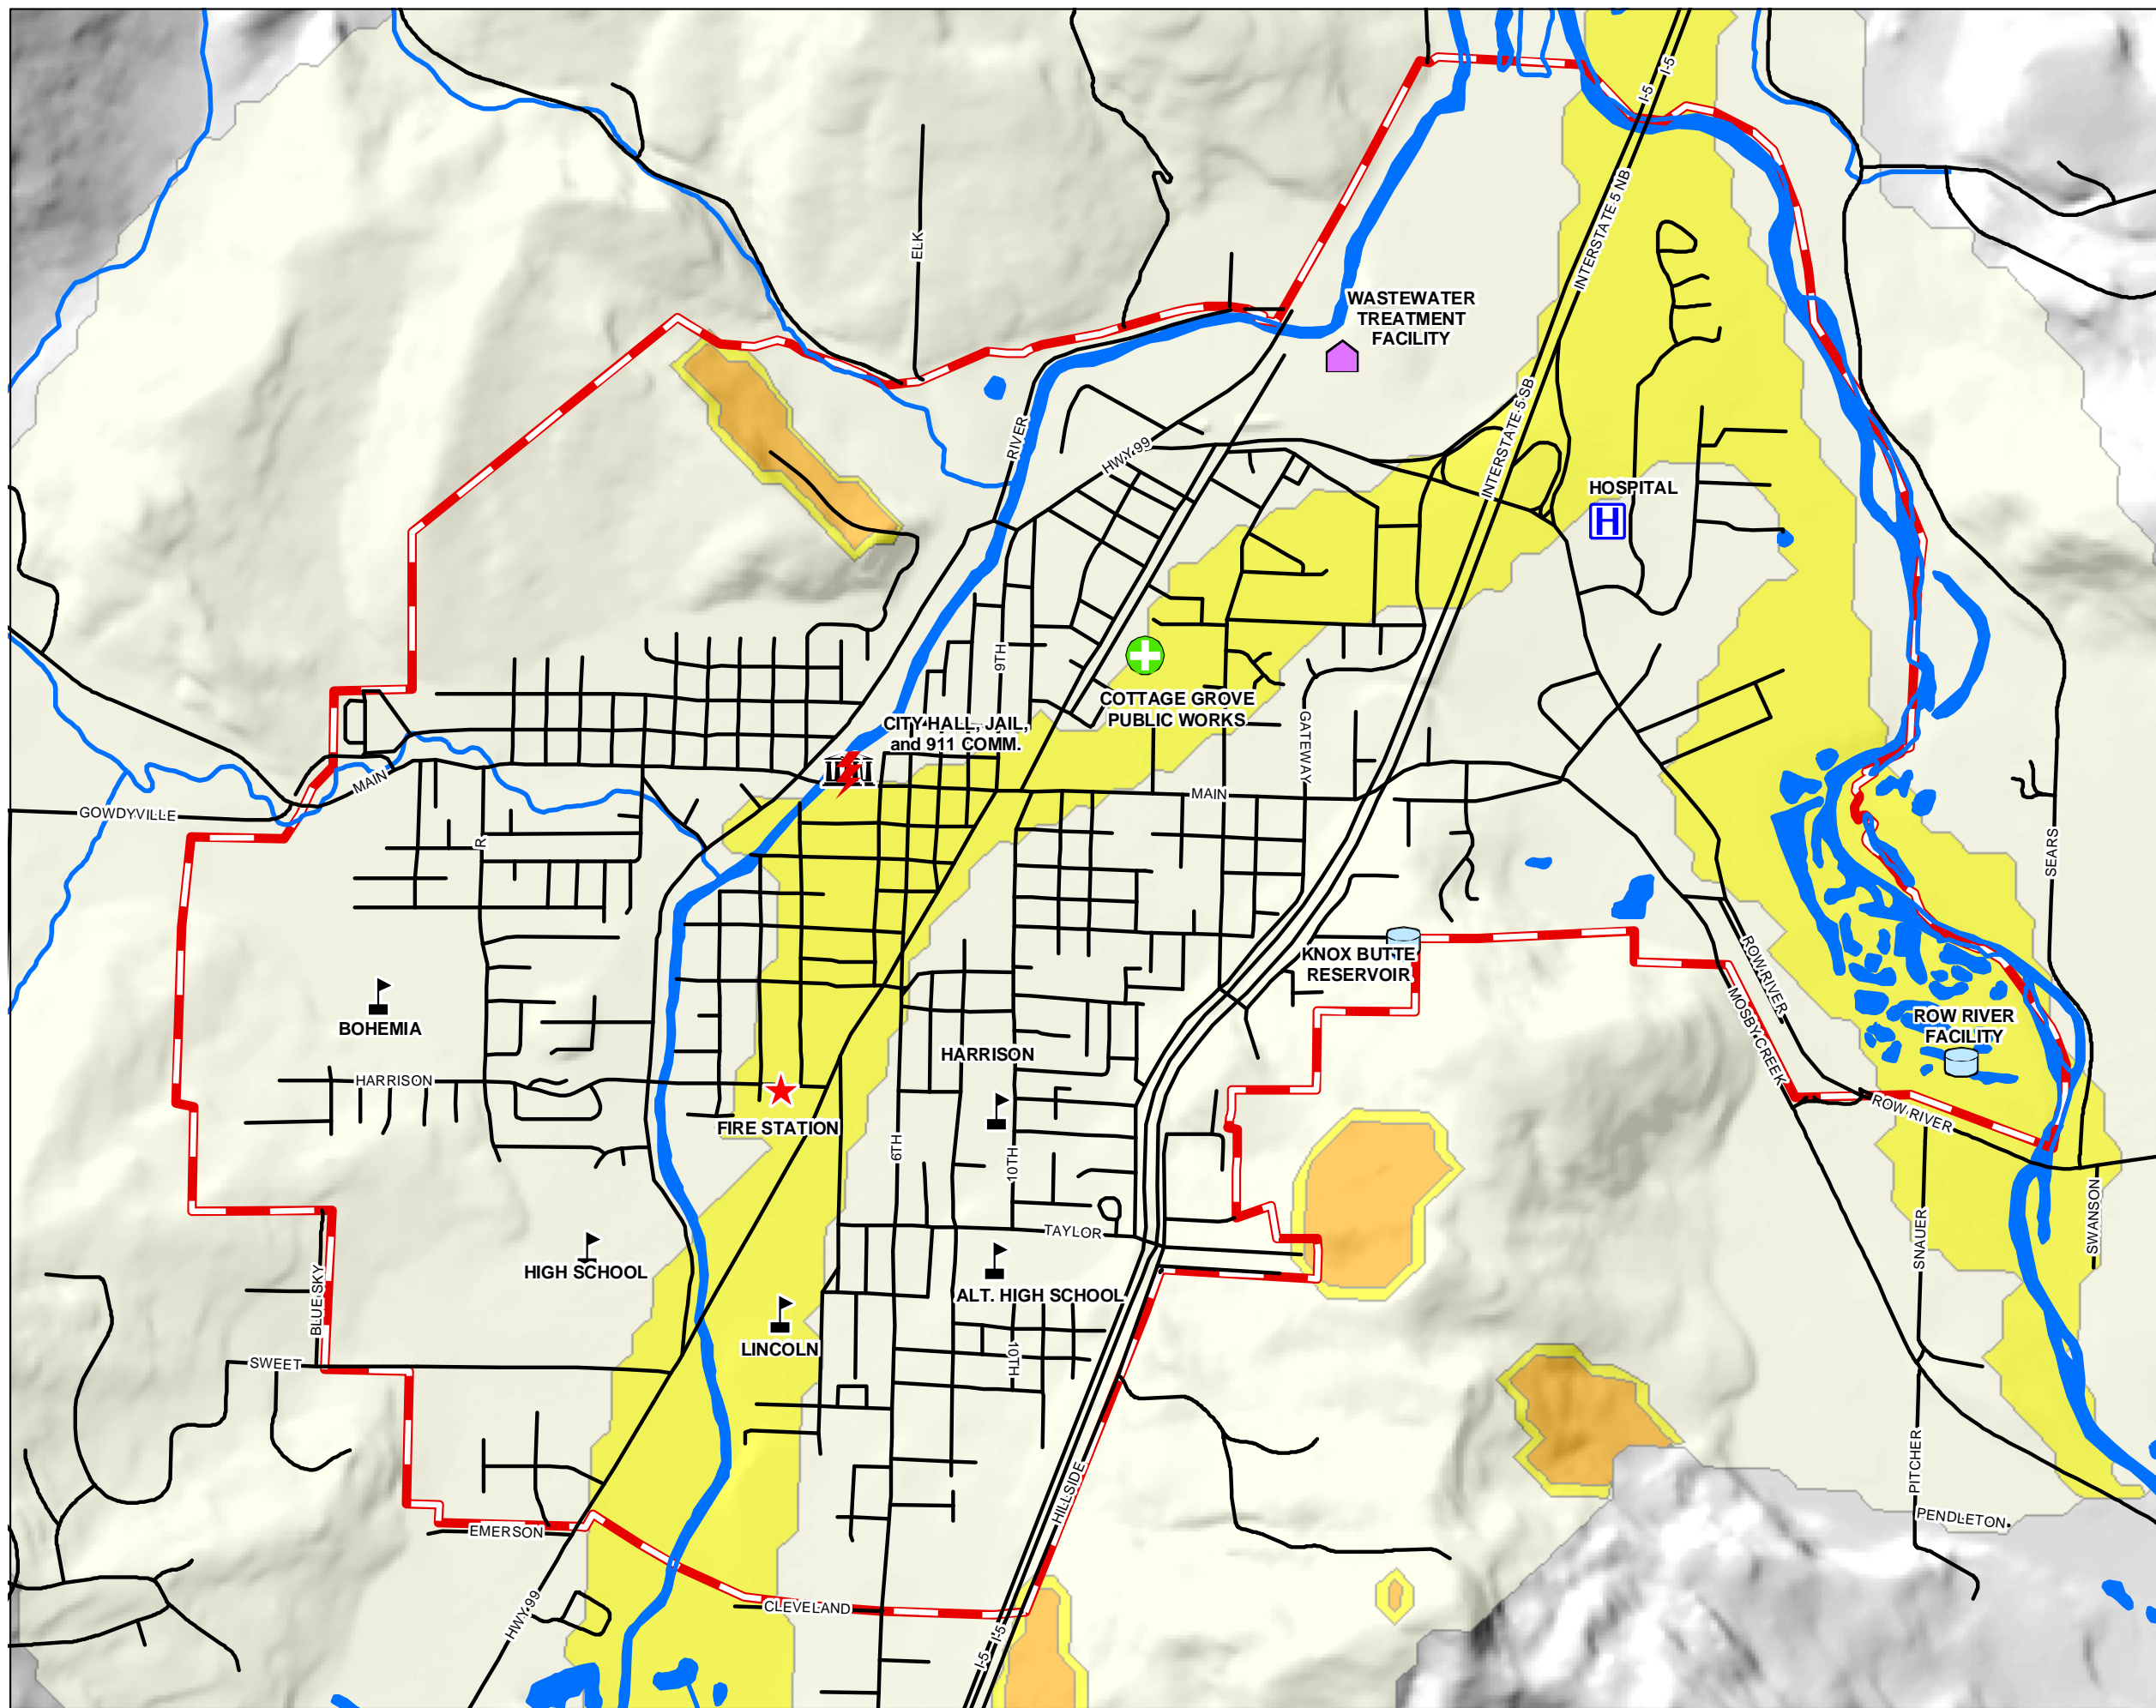 I-5
I-5
INTERSTATE 5 NB
ELK
WASTEWATER
TREATMENT
FACILITY
INTERSTATE 5 SB
RIVER
HWY 99
HOSPITAL
H
9TH
COTTAGE GROVE
PUBLIC WORKS
CITY HALL, JAIL,
and 911 COMM.
GATEWAY
MAIN
MAIN
GOWDYVILLE
R
SEARS
KNOX BUTTE
RESERVOIR
ROW RIVER
MOSBY CREEK
ROW RIVER
FACILITY
BOHEMIA
HARRISON
HARRISON
ROW RIVER
FIRE STATION
6TH
10TH
TAYLOR
SNAUER
SWANSON
HIGH SCHOOL
BLUE SKY
ALT. HIGH SCHOOL
LINCOLN
10TH
SWEET
PITCHER
HILLSIDE
PENDLETON
EMERSON
CLEVELAND
HWY 99
I-5
I-5